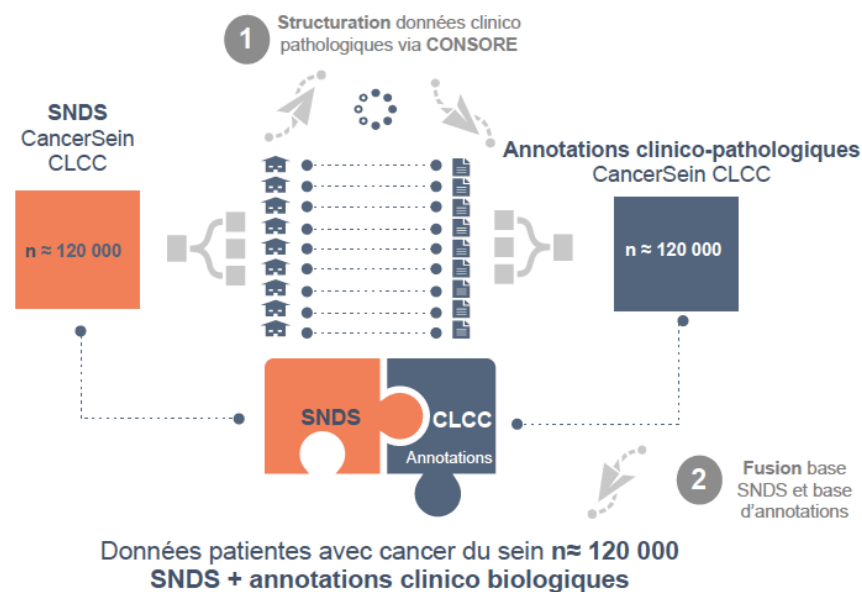 1
Structuration données clinico
pathologiques via CONSORE
SNDS
CancerSein
CLCC
n ≈ 120 000
Annotations clinico-pathologiques
CancerSein CLCC
n ≈ 120 000
SNDS
CLCC
Annotations
2
Fusion base
SNDS et base
d'annotations
Données patientes avec cancer du sein n≈ 120 000
SNDS + annotations clinico biologiques